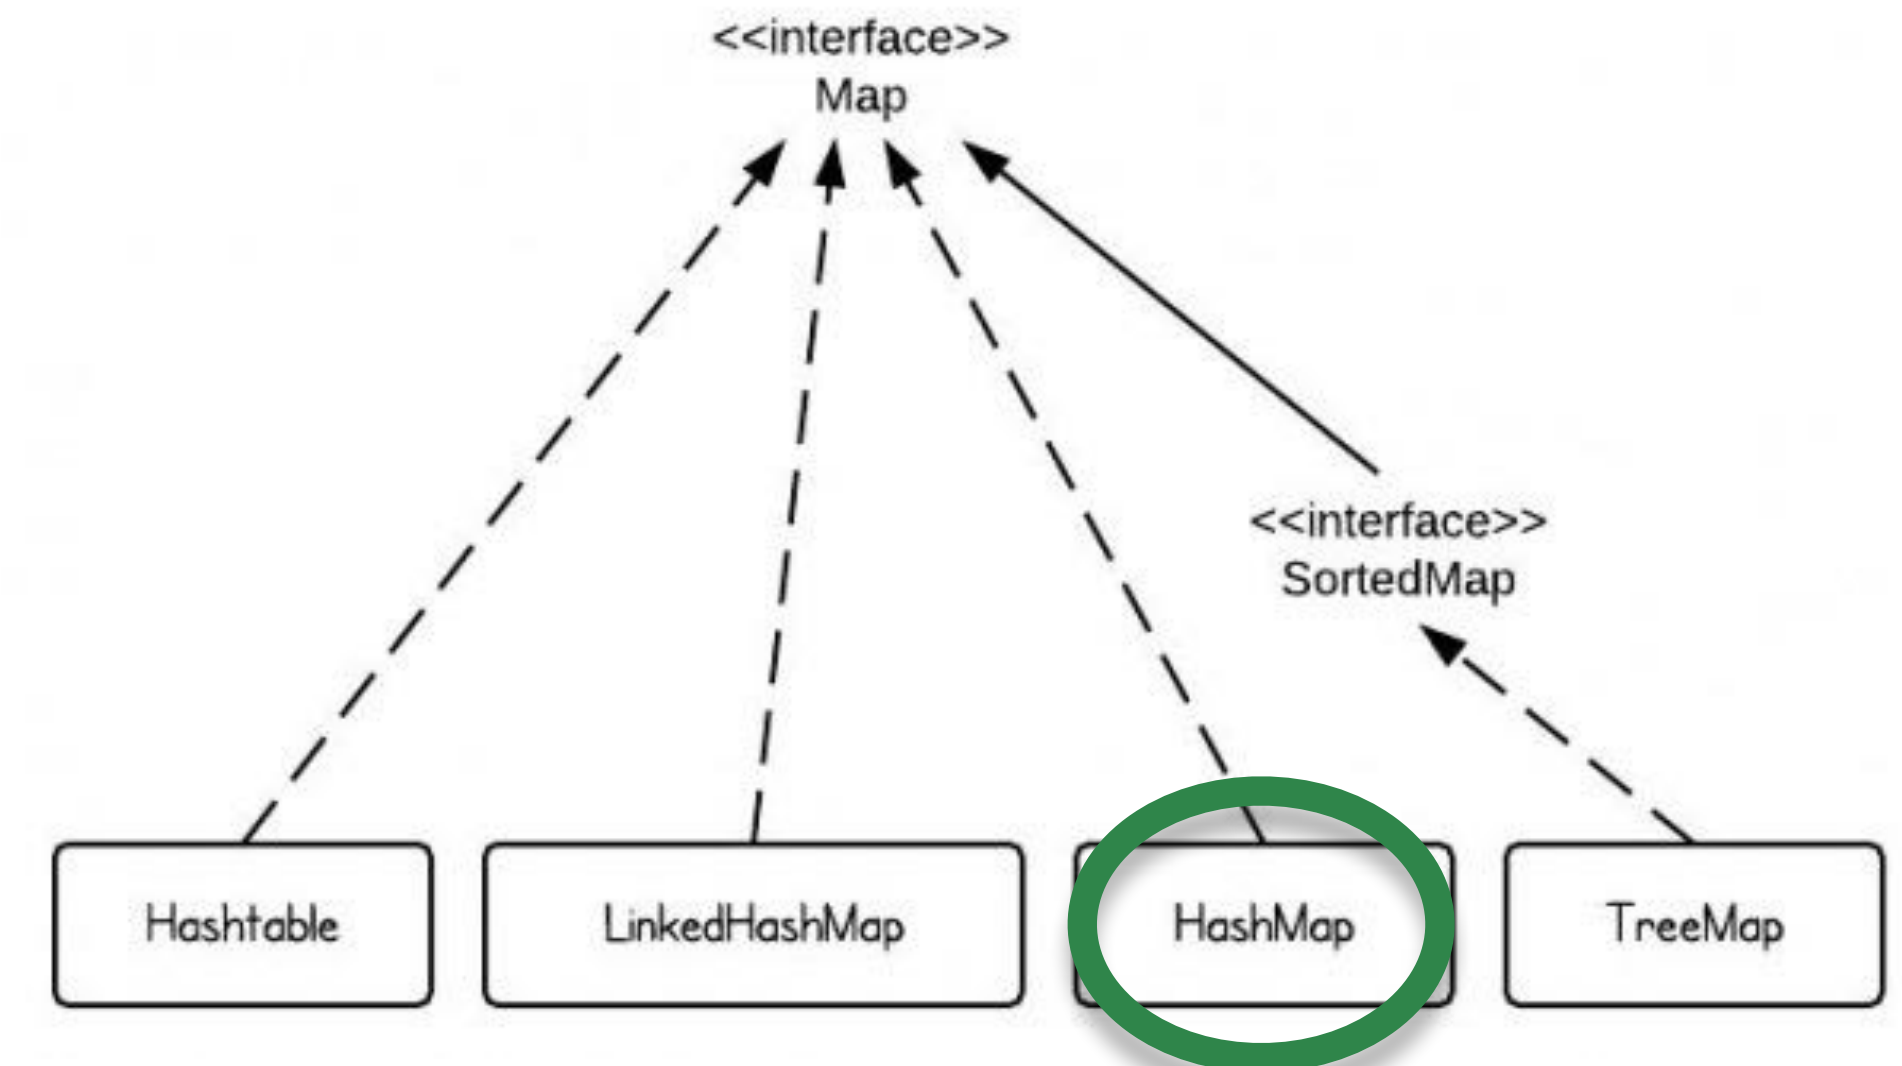 <<interface>>
Map
<<interface>>
SortedMap
Hashtable
LinkedHashMap
HashMap
TreeMap